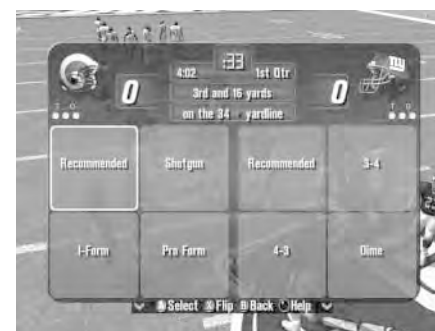 :33
4:02 1st Qtr
0 0
3rd and 16 yards
T O T O
on the 34 yardline
Recommended Shotgun Recommended 3-4
I-Form Pro Form 4-3 Dime
A Select X Flip B Back Help